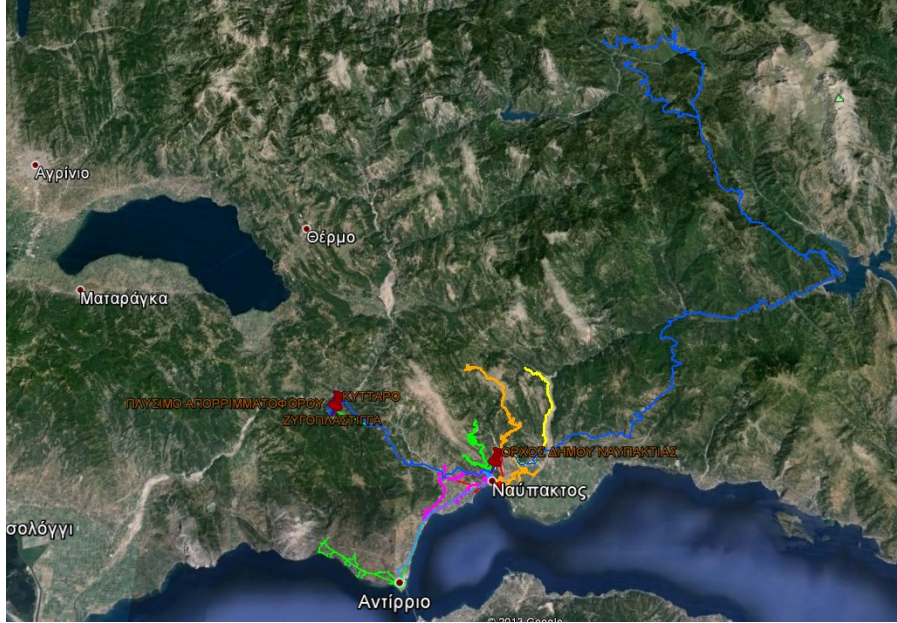 Αγρίνιο
Θέρμο
Ματαράγκα
ΚΥΤΤΑΡΟ
ΠΛΥΣΙΜΟ ΑΠΟΡΡΙΜΜΑΤΟΦΟΡΟΥ
ΖΥΓΟΠΛΑΣΤΙΓΓΑ
ΟΡΧΟΣ ΔΗΜΟΥ ΝΑΥΠΑΚΤΙΑΣ
Ναύπακτος
σολόγγι
Αντίρριο
© 2013 Google